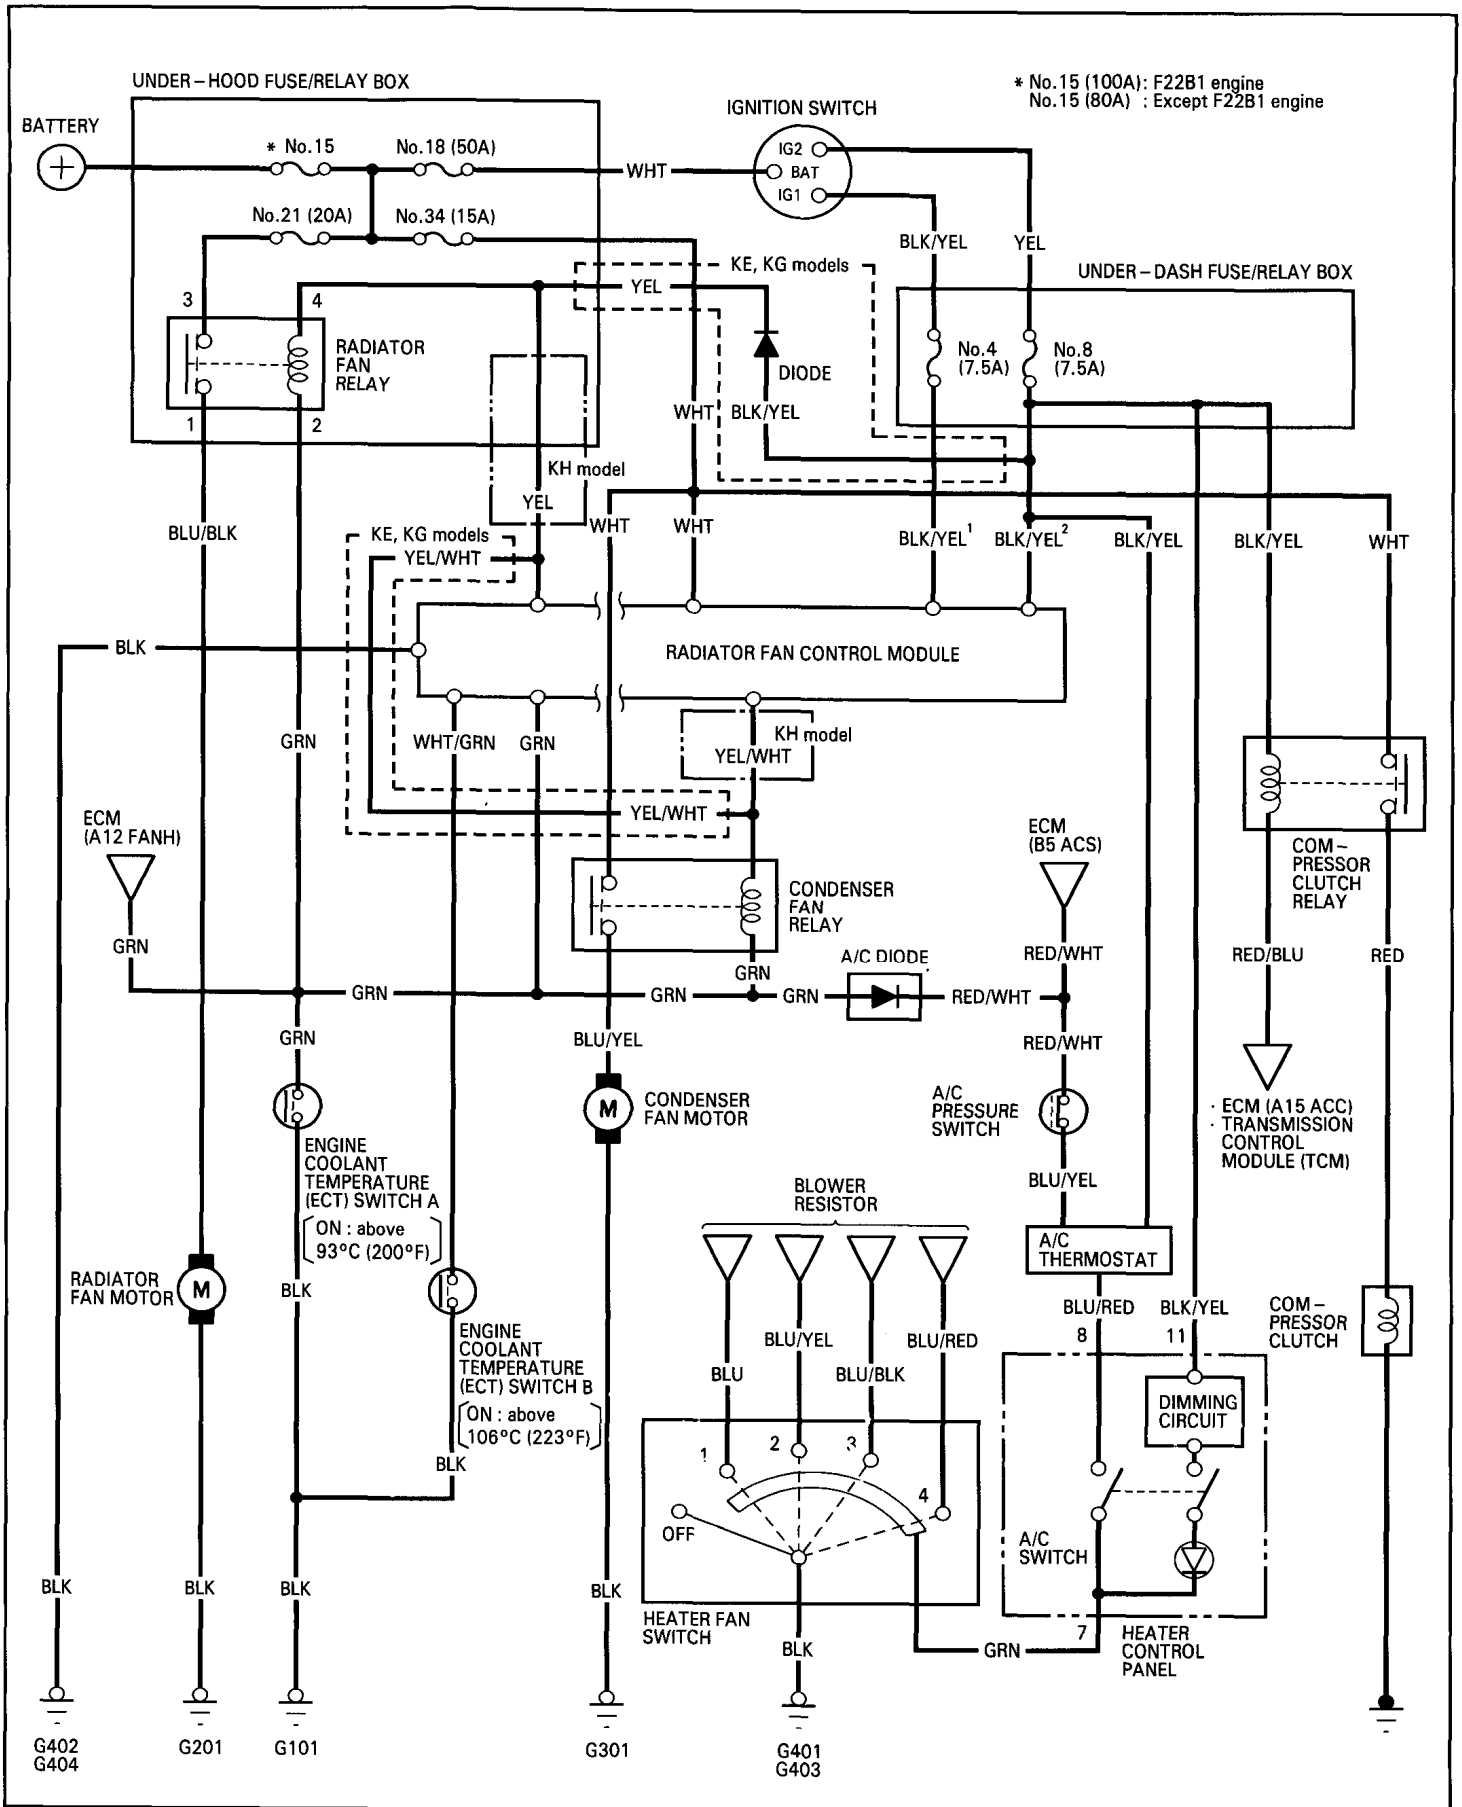 UNDER-HOOD FUSE/RELAY BOX
* No.15 (100A): F22B1 engine
No.15 (80A) : Except F22B1 engine
IGNITION SWITCH
BATTERY
+
* No.15
No.18 (50A)
WHT
IG2
BAT
IG1
No.21 (20A)
No.34 (15A)
BLK/YEL
YEL
KE, KG models
UNDER-DASH FUSE/RELAY BOX
YEL
3
4
RADIATOR
FAN
RELAY
DIODE
No.4
(7.5A)
No.8
(7.5A)
1
2
WHT
BLK/YEL
KH model
YEL
BLU/BLK
WHT
WHT
BLK/YEL1
BLK/YEL2
BLK/YEL
BLK/YEL
WHT
KE, KG models
YEL/WHT
BLK
RADIATOR FAN CONTROL MODULE
GRN
WHT/GRN
GRN
KH model
YEL/WHT
YEL/WHT
ECM
(A12 FANH)
ECM
(B5 ACS)
COM-
PRESSOR
CLUTCH
RELAY
CONDENSER
FAN
RELAY
GRN
A/C DIODE
RED/WHT
RED/BLU
RED
GRN
GRN
GRN
GRN
RED/WHT
GRN
BLU/YEL
RED/WHT
M
CONDENSER
FAN MOTOR
A/C
PRESSURE
SWITCH
· ECM (A15 ACC)
· TRANSMISSION
CONTROL
MODULE (TCM)
ENGINE
COOLANT
TEMPERATURE
(ECT) SWITCH A
ON : above
93°C (200°F)
BLU/YEL
BLOWER
RESISTOR
A/C
THERMOSTAT
RADIATOR
FAN MOTOR
M
BLK
BLU/RED
BLK/YEL
COM-
PRESSOR
CLUTCH
8
11
ENGINE
COOLANT
TEMPERATURE
(ECT) SWITCH B
ON : above
106°C (223°F)
BLU
BLU/YEL
BLU/BLK
BLU/RED
DIMMING
CIRCUIT
BLK
1
2
3
4
OFF
A/C
SWITCH
BLK
BLK
BLK
BLK
HEATER FAN
SWITCH
BLK
GRN
7
HEATER
CONTROL
PANEL
G402
G404
G201
G101
G301
G401
G403